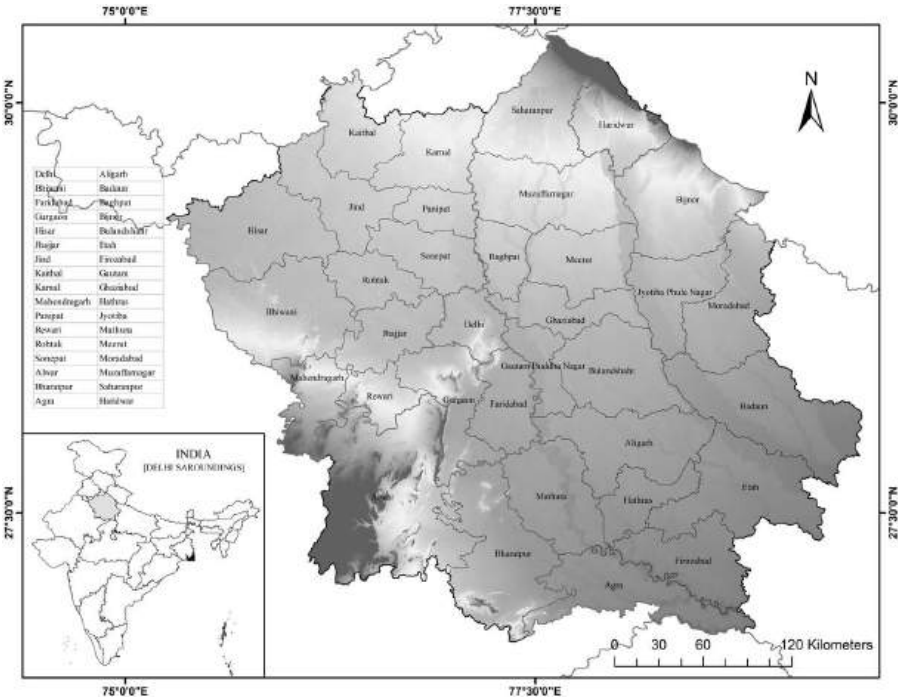 75°0'0"E 77°30'0"E
30°0'0"N 30°0'0"N
N
Saharanpur
Haridwar
Kaithal
Karnal
Muzaffarnagar
Bijnor
Jind
Panipat
Hisar
Sonepat
Baghpat
Meerut
Rohtak
Jyotiba Phule Nagar
Moradabad
Bhiwani
Jhajjar
Delhi
Ghaziabad
Gautam Buddha Nagar
Bulandshahr
Mahendragarh
Rewari
Gurgaon
Faridabad
Badaun
Aligarh
Etah
Mathura
Hathras
Bharatpur
Firozabad
Agra
Delhi Aligarh
Bhiwani Badaun
Faridabad Baghpat
Gurgaon Bijnor
Hisar Bulandshahr
Jhajjar Etah
Jind Firozabad
Kaithal Gautam
Karnal Ghaziabad
Mahendragarh Hathras
Panipat Jyotiba
Rewari Mathura
Rohtak Meerut
Sonepat Moradabad
Alwar Muzaffarnagar
Bharatpur Saharanpur
Agra Haridwar
INDIA
[DELHI SAROUNDINGS]
27°30'0"N 27°30'0"N
0 30 60 120 Kilometers
75°0'0"E 77°30'0"E